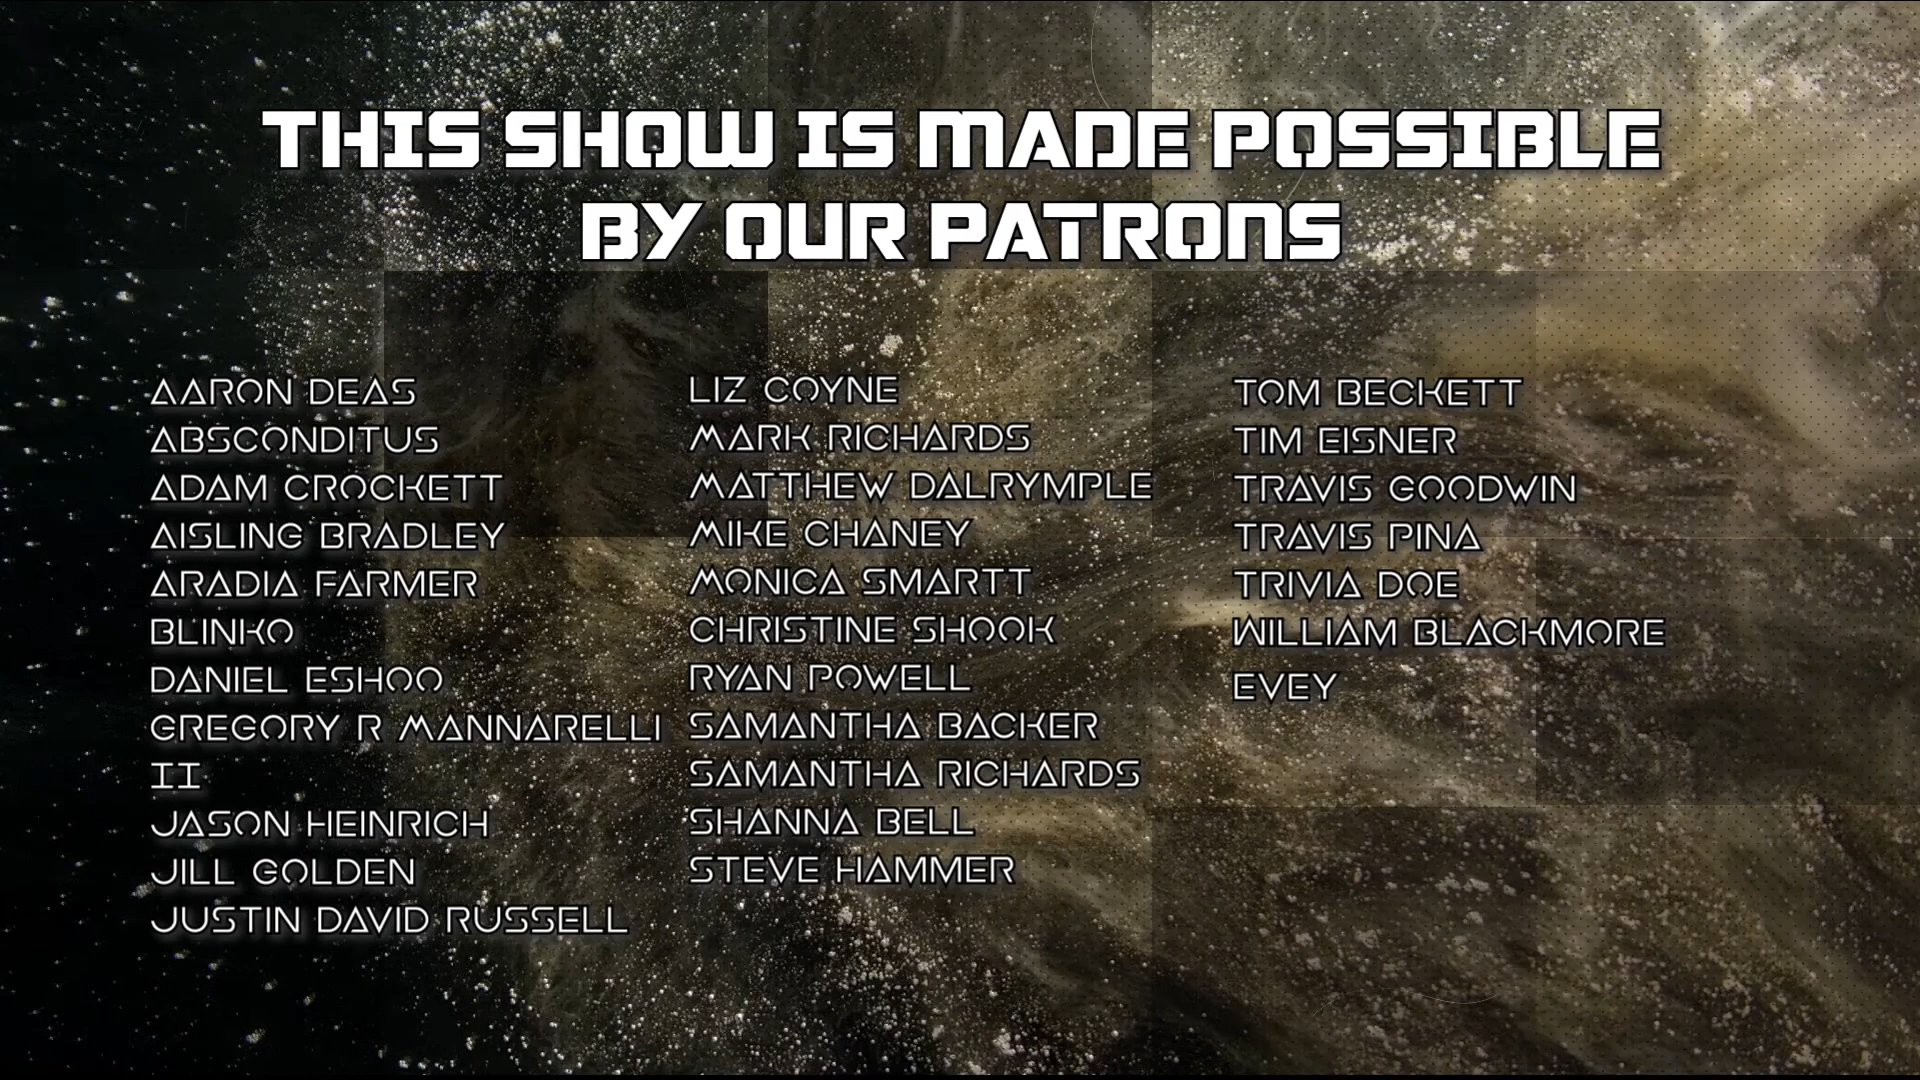 THIS SHOW IS MADE POSSIBLE
BY OUR PATRONS
AARON DEAS
ABSCONDITUS
ADAM CROCKETT
AISLING BRADLEY
ARADIA FARMER
BLINKO
DANIEL ESHOO
GREGORY R MANNARELLI
II
JASON HEINRICH
JILL GOLDEN
JUSTIN DAVID RUSSELL
LIZ COYNE
MARK RICHARDS
MATTHEW DALRYMPLE
MIKE CHANEY
MONICA SMARTT
CHRISTINE SHOOK
RYAN POWELL
SAMANTHA BACKER
SAMANTHA RICHARDS
SHANNA BELL
STEVE HAMMER
TOM BECKETT
TIM EISNER
TRAVIS GOODWIN
TRAVIS PINA
TRIVIA DOE
WILLIAM BLACKMORE
EVEY